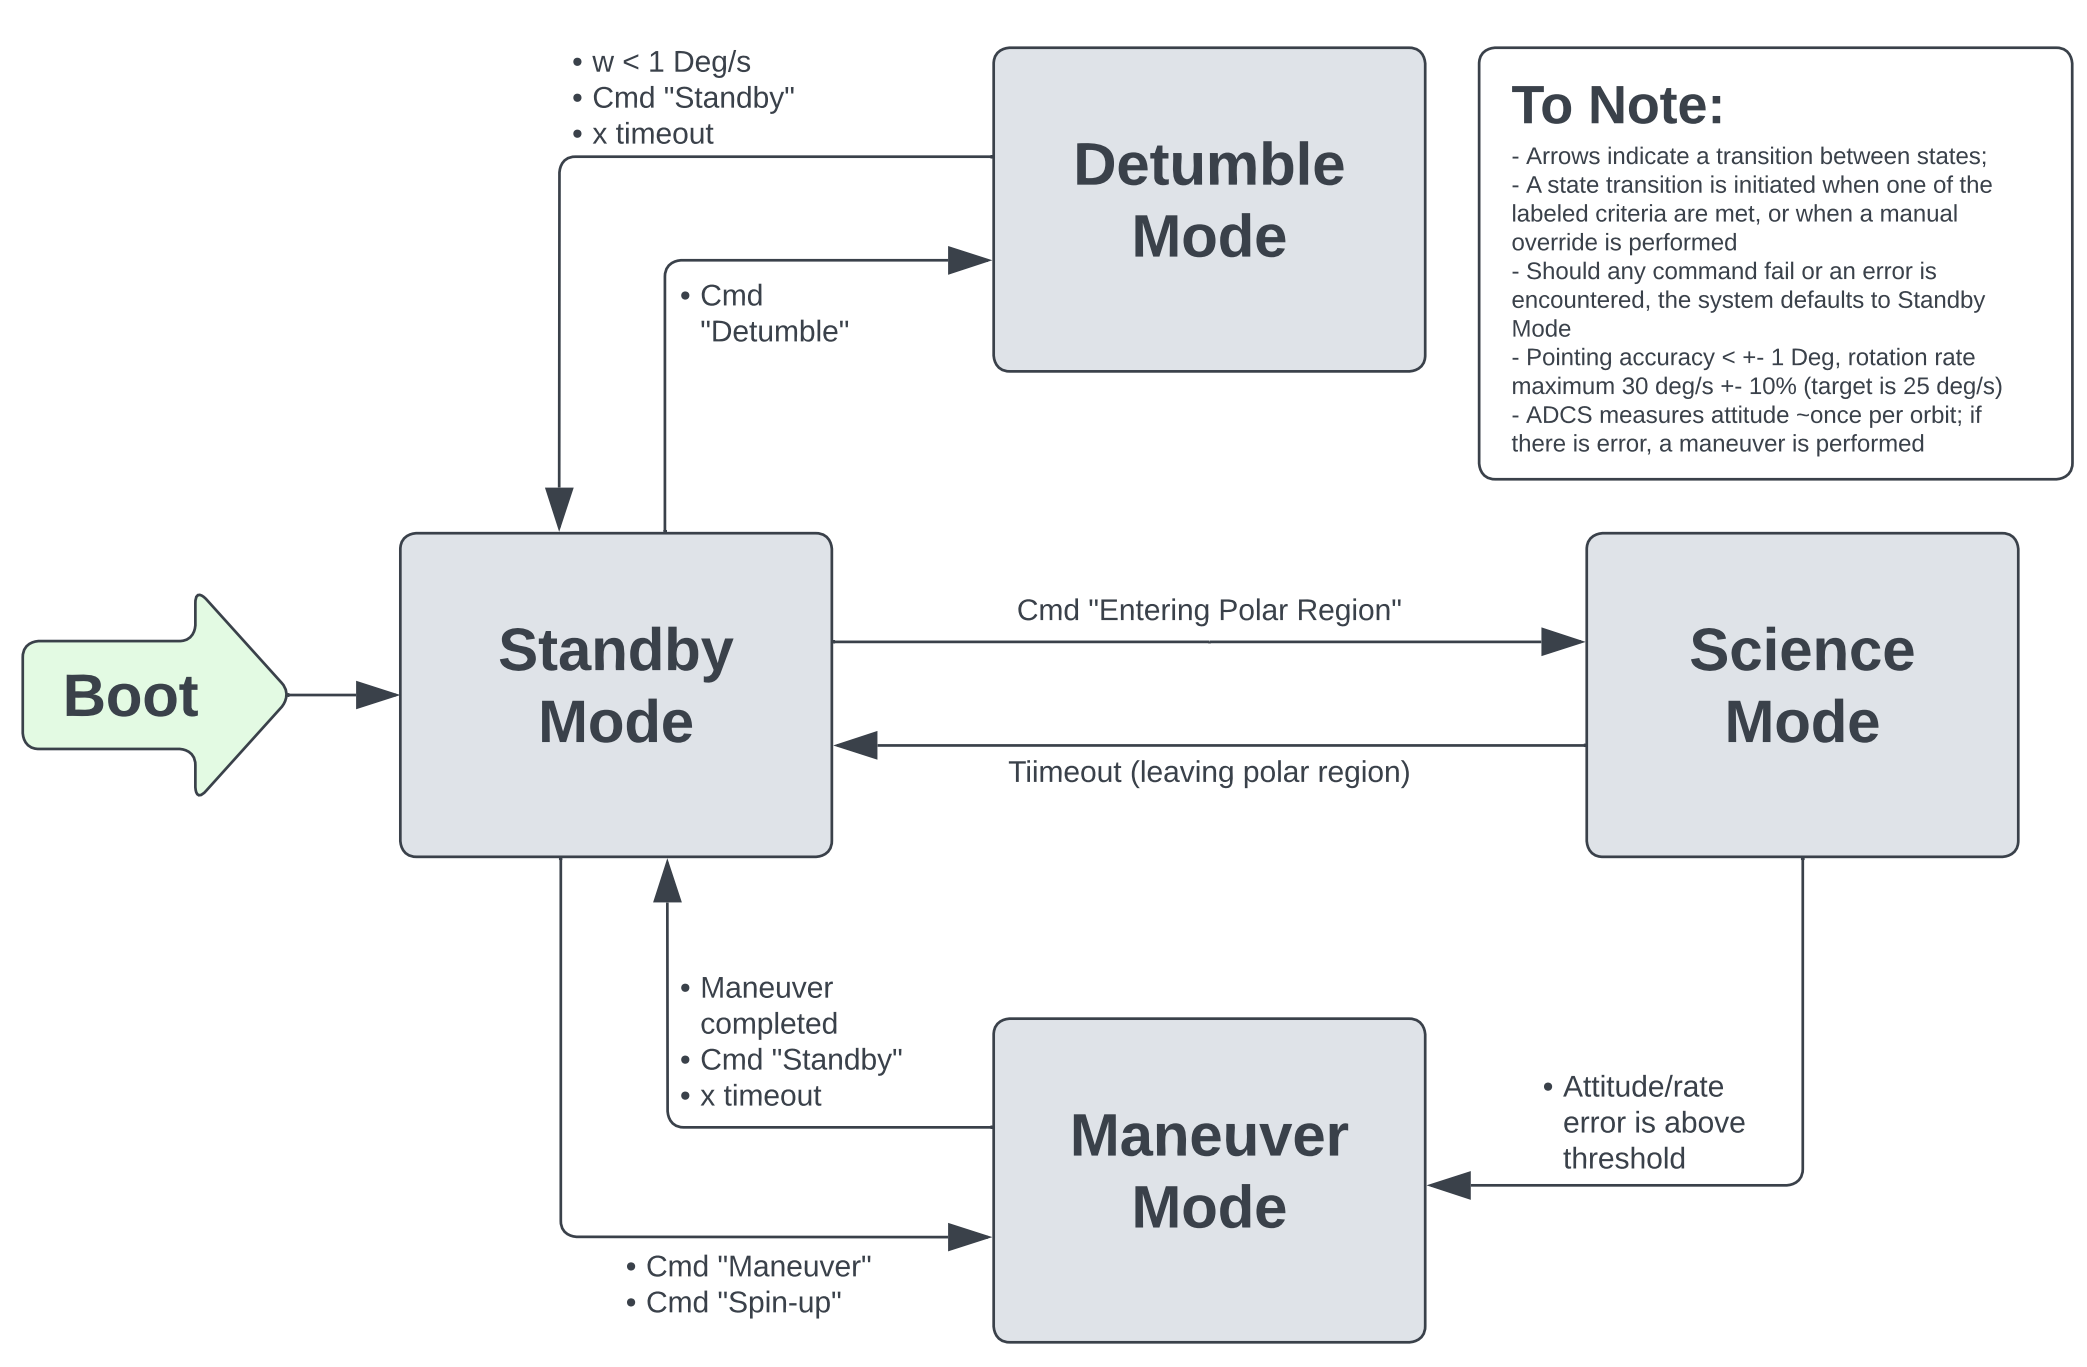 • w < 1 Deg/s
• Cmd "Standby"
• x timeout
Detumble
Mode
To Note:
- Arrows indicate a transition between states;
- A state transition is initiated when one of the
labeled criteria are met, or when a manual
override is performed
- Should any command fail or an error is
encountered, the system defaults to Standby
Mode
- Pointing accuracy < +- 1 Deg, rotation rate
maximum 30 deg/s +- 10% (target is 25 deg/s)
- ADCS measures attitude ~once per orbit; if
there is error, a maneuver is performed
• Cmd
"Detumble"
Boot
Standby
Mode
Cmd "Entering Polar Region"
Tiimeout (leaving polar region)
Science
Mode
• Maneuver
completed
• Cmd "Standby"
• x timeout
Maneuver
Mode
• Attitude/rate
error is above
threshold
• Cmd "Maneuver"
• Cmd "Spin-up"